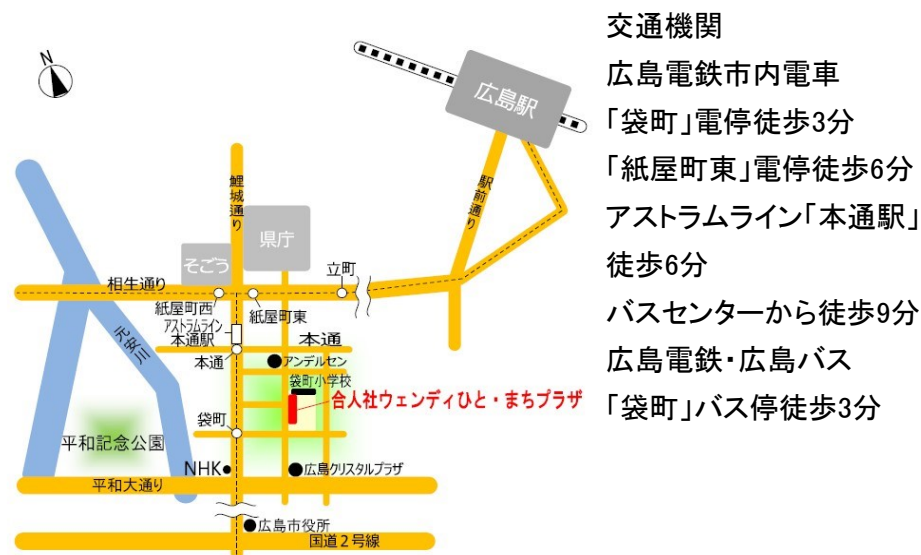 N
広島駅
鯉城通り
駅前通り
県庁
そごう
立町
相生通り
紙屋町西
紙屋町東
アストラムライン
本通駅
本通
本通
アンデルセン
袋町小学校
合人社ウェンディひと・まちプラザ
元安川
袋町
平和記念公園
NHK
広島クリスタルプラザ
平和大通り
広島市役所
国道2号線
交通機関
広島電鉄市内電車
「袋町」電停徒歩3分
「紙屋町東」電停徒歩6分
アストラムライン「本通駅」
徒歩6分
バスセンターから徒歩9分
広島電鉄・広島バス
「袋町」バス停徒歩3分